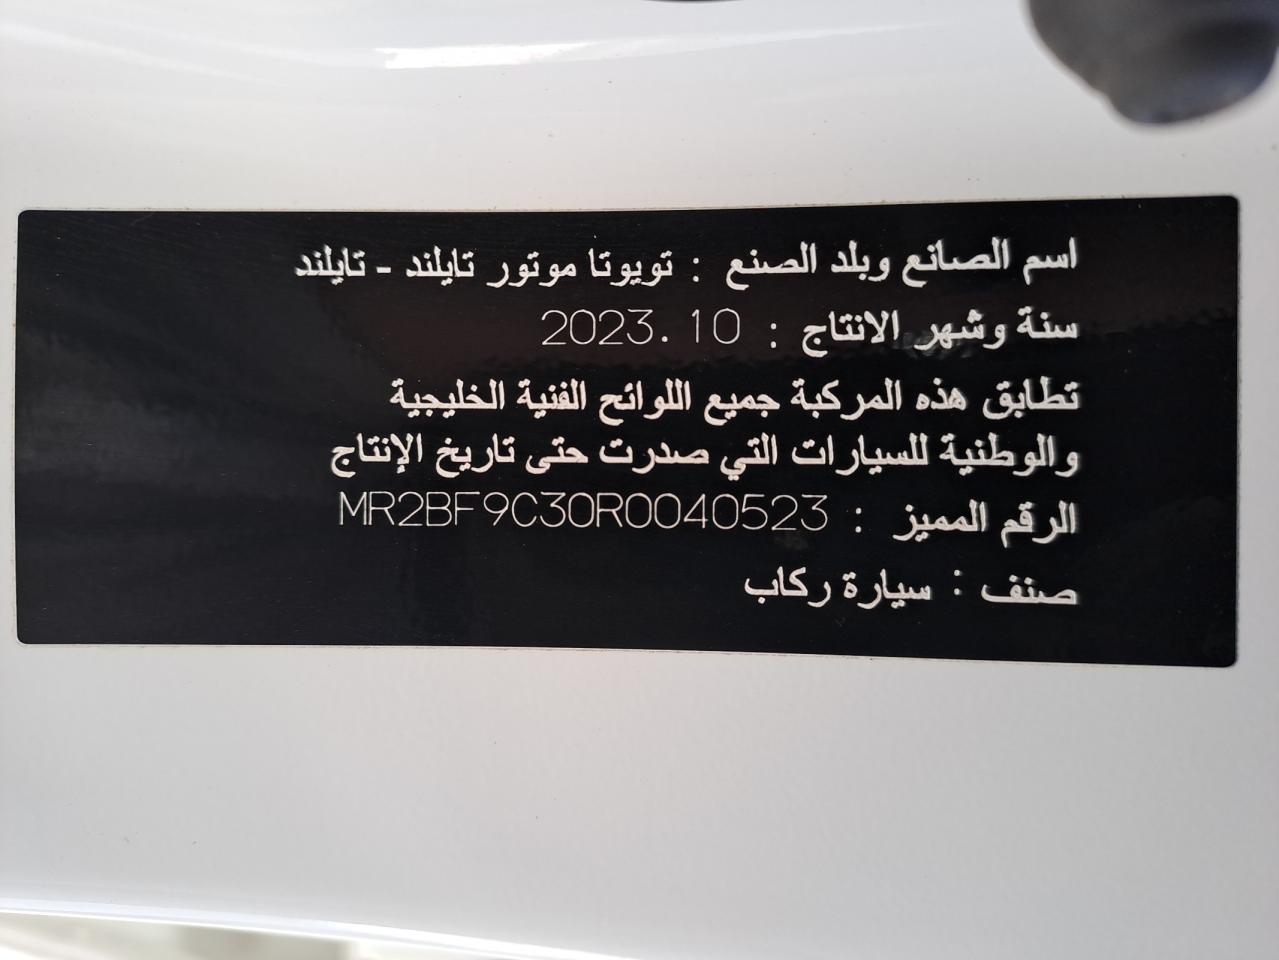 اسم الصانع وبلد الصنع : تويوتا موتور تايلند - تايلند
سنة وشهر الانتاج : 2023.10
تطابق هذه المركبة جميع اللوائح الفنية الخليجية
والوطنية للسيارات التي صدرت حتى تاريخ الإنتاج
الرقم المميز : MR2BF9C30R0040523
صنف : سيارة ركاب